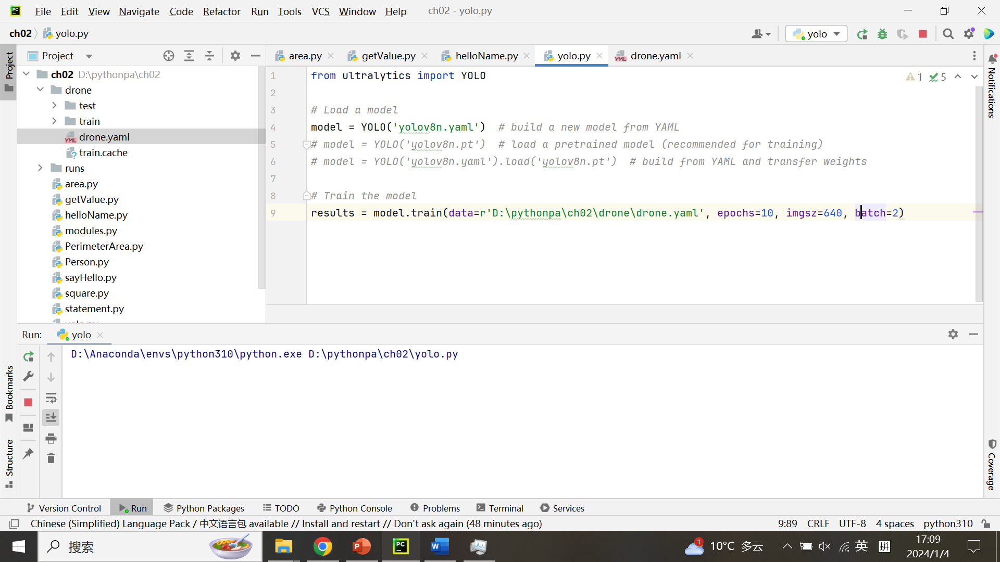 File Edit View Navigate Code Refactor Run Tools VCS Window Help ch02 - yolo.py
ch02 yolo.py yolo
Project
Project
area.py getValue.py helloName.py yolo.py drone.yaml
ch02 D:\pythonpa\ch02
drone
test
train
drone.yaml
train.cache
runs
area.py
getValue.py
helloName.py
modules.py
PerimeterArea.py
Person.py
sayHello.py
square.py
statement.py
yolo.py
1 from ultralytics import YOLO
2
3 # Load a model
4 model = YOLO('yolov8n.yaml')  # build a new model from YAML
5 # model = YOLO('yolov8n.pt')  # load a pretrained model (recommended for training)
6 # model = YOLO('yolov8n.yaml').load('yolov8n.pt')  # build from YAML and transfer weights
7
8 # Train the model
9 results = model.train(data=r'D:\pythonpa\ch02\drone\drone.yaml', epochs=10, imgsz=640, batch=2)
1 5
Notifications
Run: yolo
D:\Anaconda\envs\python310\python.exe D:\pythonpa\ch02\yolo.py
Bookmarks
Structure
Coverage
Version Control Run Python Packages TODO Python Console Problems Terminal Services
Chinese (Simplified) Language Pack / 中文语言包 available // Install and restart // Don't ask again (48 minutes ago) 9:89 CRLF UTF-8 4 spaces python310
搜索 1 10°C 多云 英 拼 17:09
2024/1/4